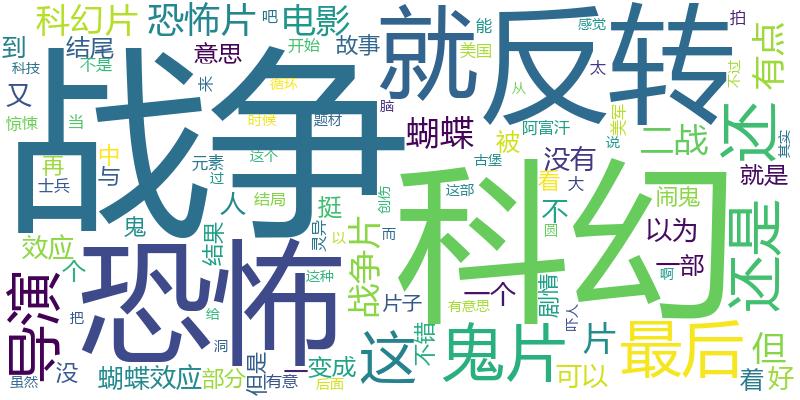 科幻片
恐怖片
吧
电影
到
结尾
意思
开始
故事
能
美国
感觉
拍
就
反转
有点
科技
不是
来
循环
太
从
不过
又
惊悚
当
战争
时候
题材
脑
阿富汗
说
美军
蝴蝶
被
二战
还
再
中
士兵
与
元素
过
这个
古堡
没有
就是
其实
鬼
人
结局
挺
创伤
看
大
这部
不
闹鬼
以为
效应
个
结果
灵异
以
而
圆
科幻
啊
一部
还是
导演
恐怖
这种
战争片
片子
一个
有意思
剧情
吓人
把
给
洞
这
不错
鬼片
片
最后
但
虽然
没
蝴蝶效应
部分
但是
有意
一
变成
后面
可以
着
好